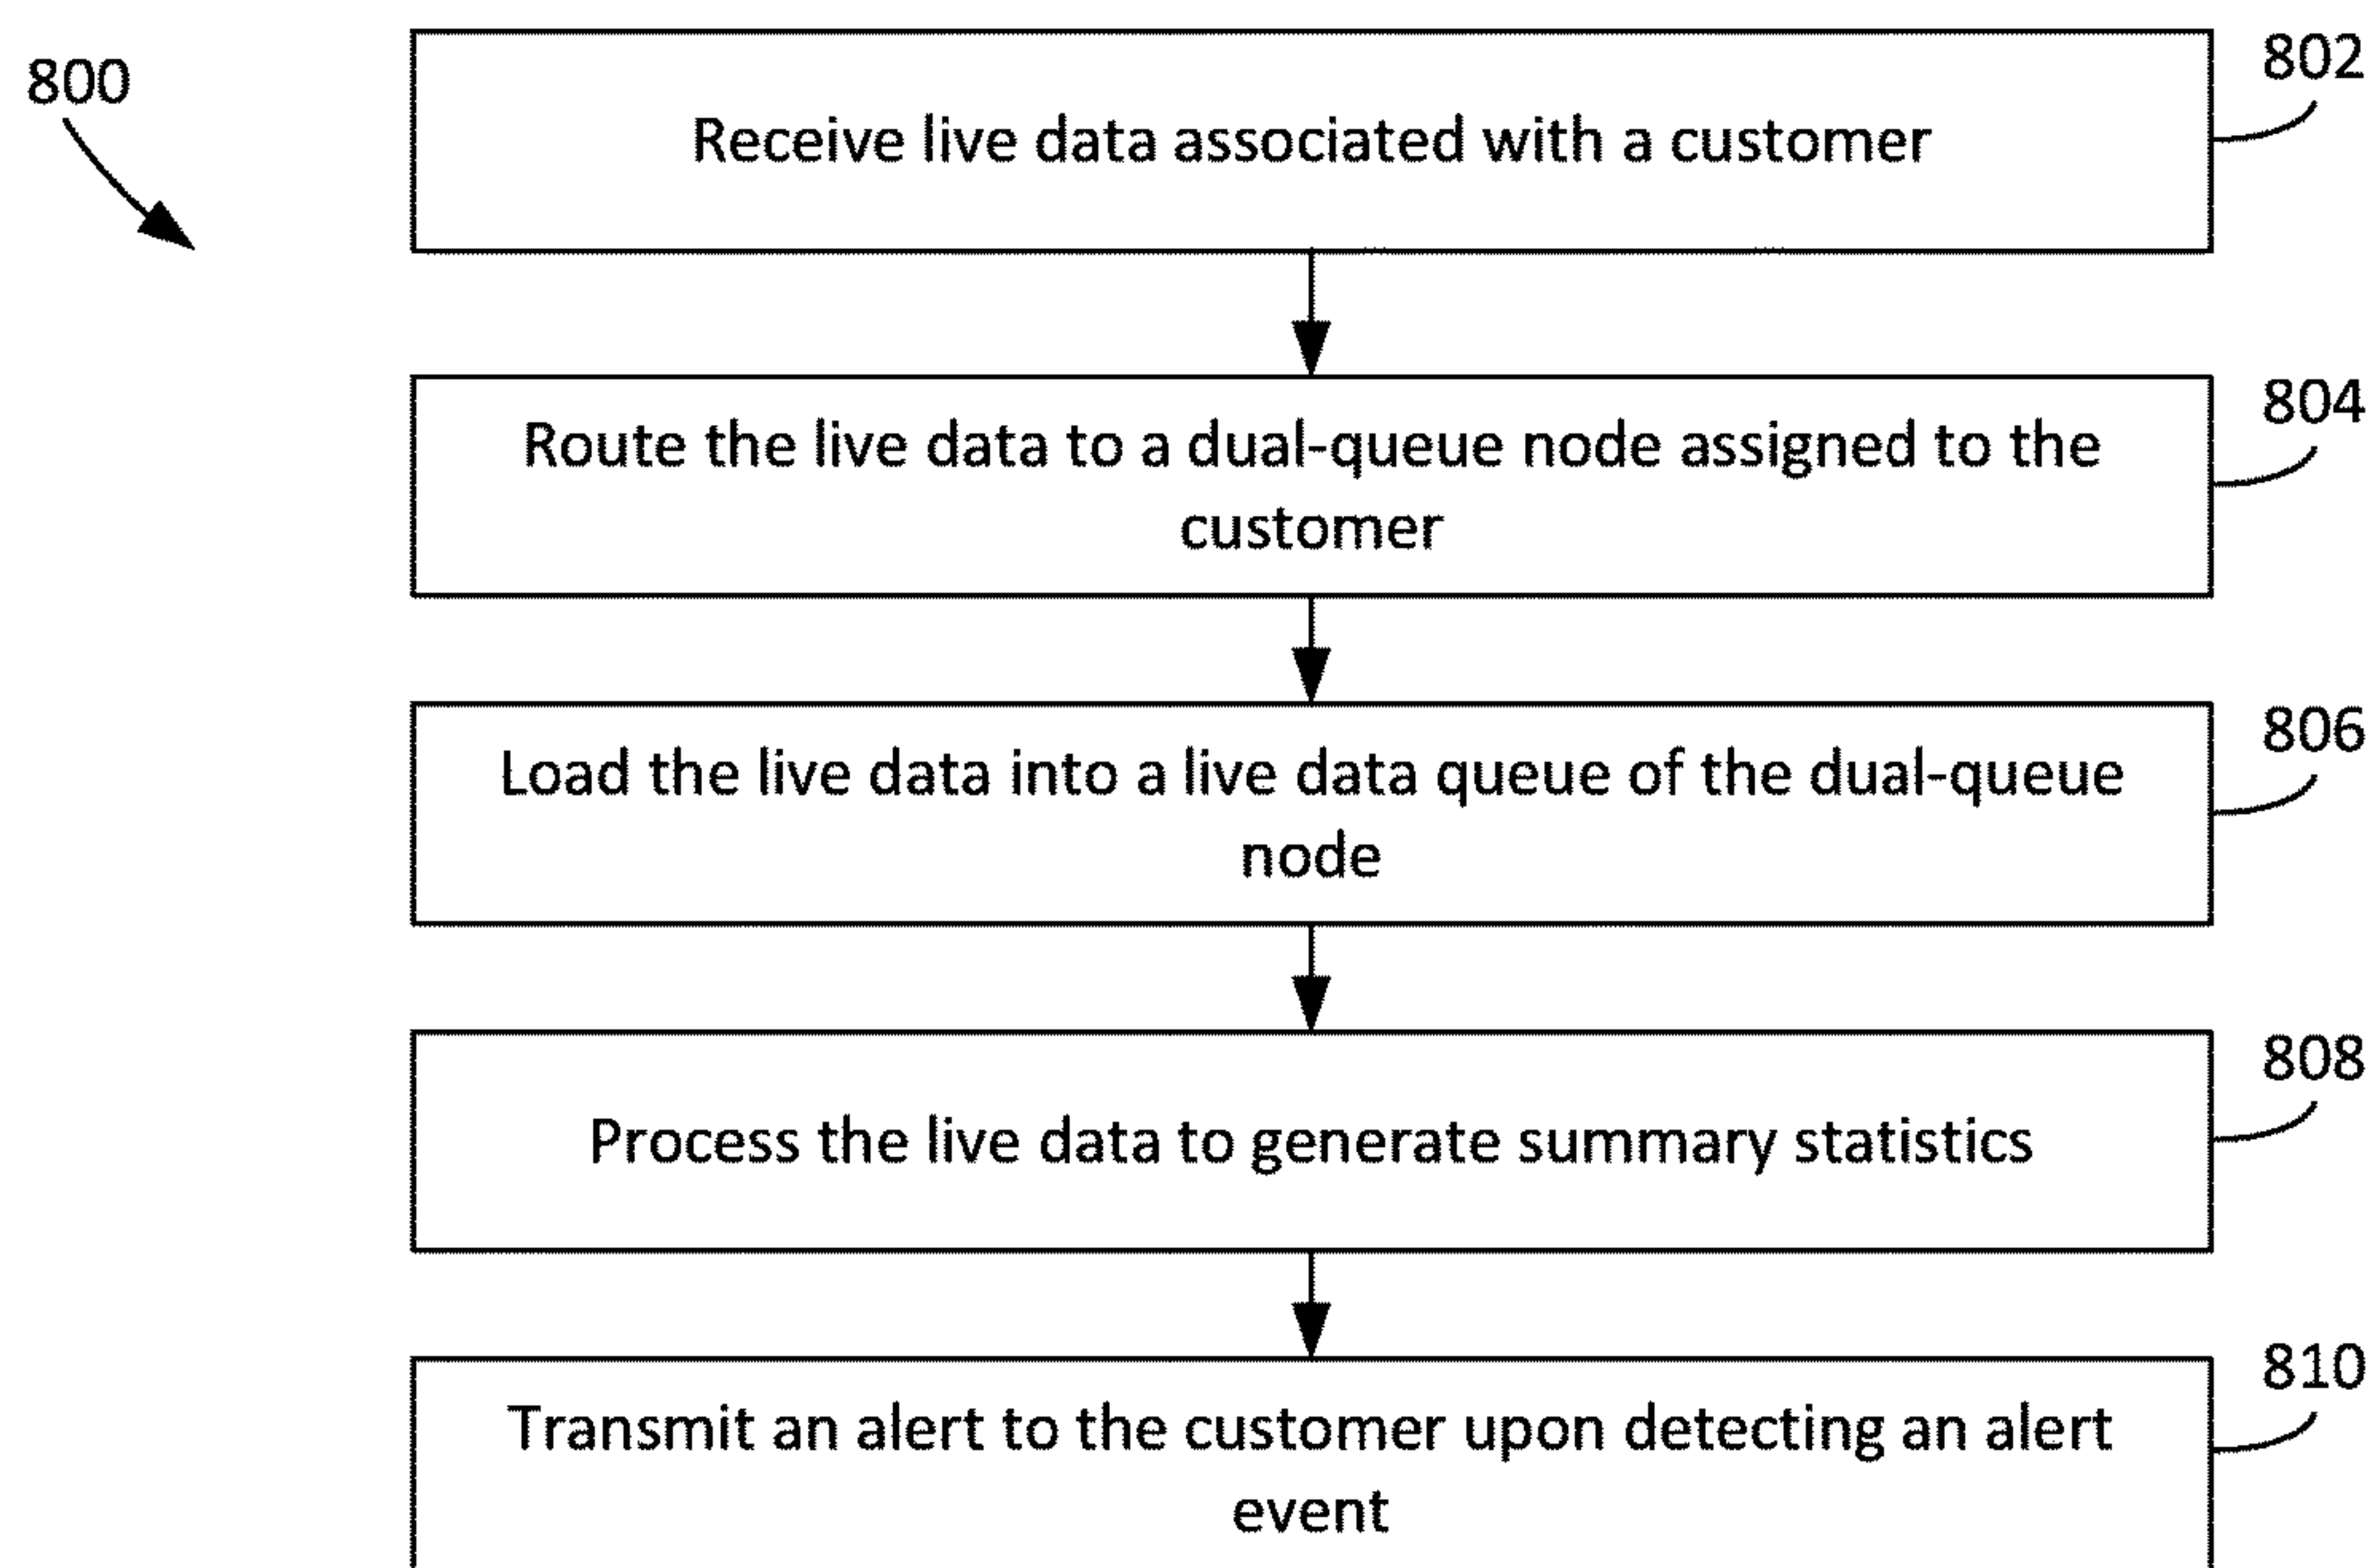 800
802
Receive live data associated with a customer
804
Route the live data to a dual-queue node assigned to the
customer
806
Load the live data into a live data queue of the dual-queue
node
808
Process the live data to generate summary statistics
810
Transmit an alert to the customer upon detecting an alert
event